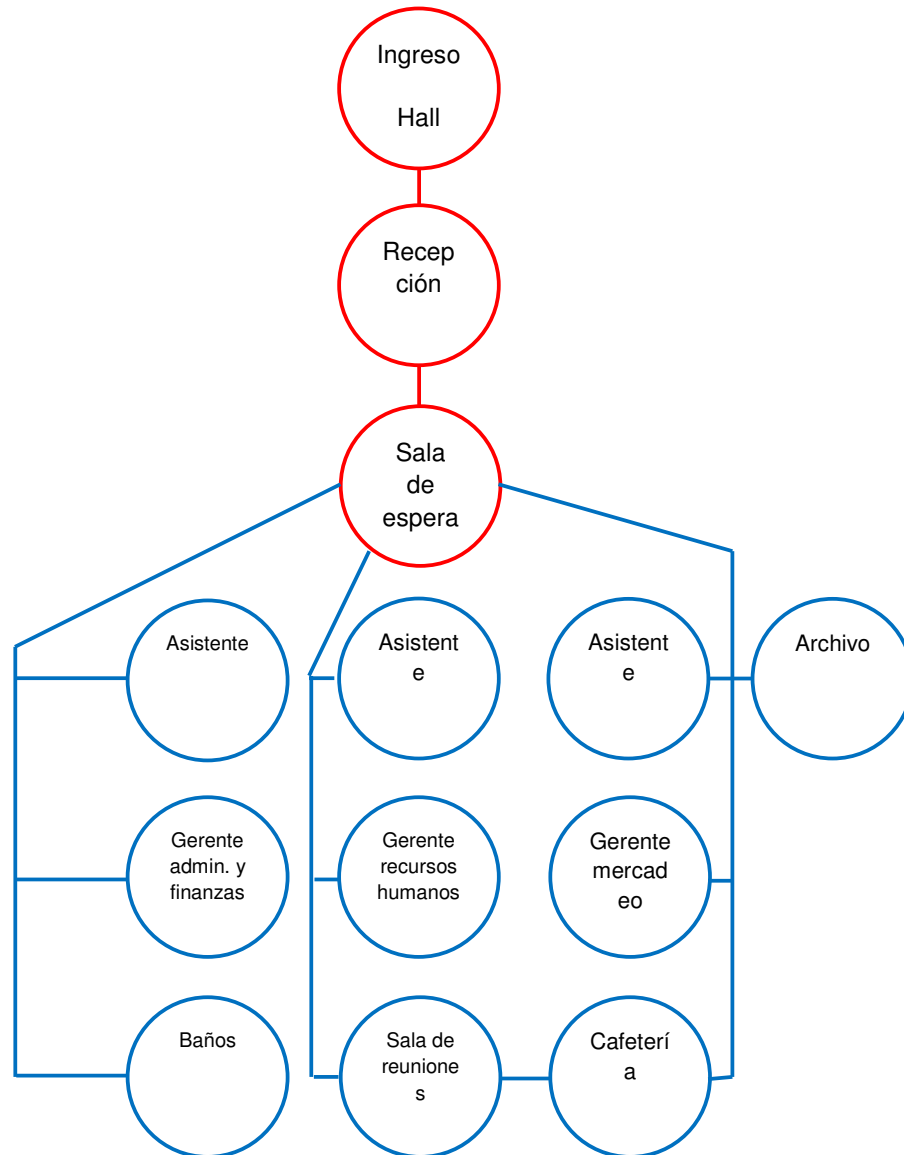 Ingreso
Hall
Recep
ción
Sala
de
espera
Asistente
Asistent
e
Asistent
e
Archivo
Gerente
admin. y
finanzas
Gerente
recursos
humanos
Gerente
mercad
eo
Baños
Sala de
reunione
s
Cafeterí
a